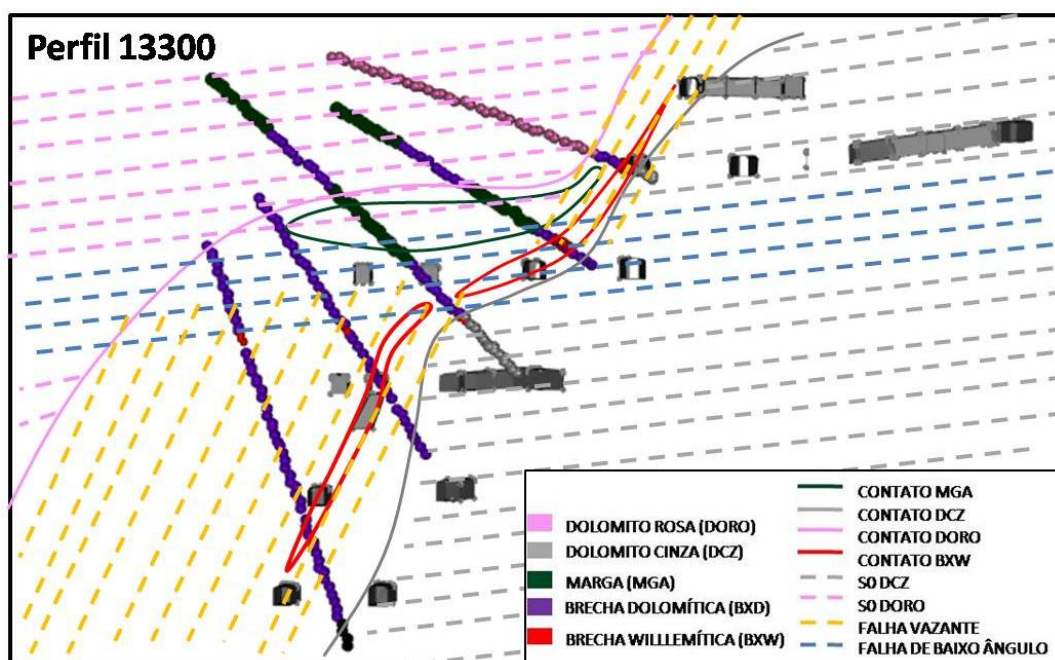 Perfil 13300
DOLOMITO ROSA (DORO)
DOLOMITO CINZA (DCZ)
MARGA (MGA)
BRECHA DOLOMÍTICA (BXD)
BRECHA WILLLEMÍTICA (BXW)
CONTATO MGA
CONTATO DCZ
CONTATO DORO
CONTATO BXW
S0 DCZ
S0 DORO
FALHA VAZANTE
FALHA DE BAIXO ÂNGULO